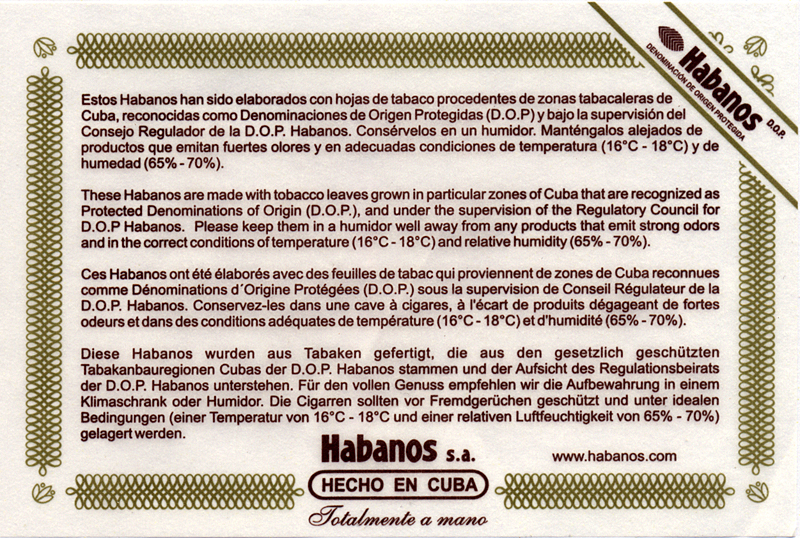 Habanos
D.O.P.
DENOMINACIÓN DE ORIGEN PROTEGIDA
Estos Habanos han sido elaborados con hojas de tabaco procedentes de zonas tabacaleras de
Cuba, reconocidas como Denominaciones de Origen Protegidas (D.O.P) y bajo la supervisión del
Consejo Regulador de la D.O.P. Habanos. Consérvelos en un humidor. Manténgalos alejados de
productos que emitan fuertes olores y en adecuadas condiciones de temperatura (16°C - 18°C) y de
humedad (65% - 70%).
These Habanos are made with tobacco leaves grown in particular zones of Cuba that are recognized as
Protected Denominations of Origin (D.O.P.), and under the supervision of the Regulatory Council for
D.O.P Habanos. Please keep them in a humidor well away from any products that emit strong odors
and in the correct conditions of temperature (16°C - 18°C) and relative humidity (65% - 70%).
Ces Habanos ont été élaborés avec des feuilles de tabac qui proviennent de zones de Cuba reconnues
comme Dénominations d´Origine Protégées (D.O.P.) sous la supervision de Conseil Régulateur de la
D.O.P. Habanos. Conservez-les dans une cave à cigares, à l'écart de produits dégageant de fortes
odeurs et dans des conditions adéquates de température (16°C - 18°C) et d'humidité (65% - 70%).
Diese Habanos wurden aus Tabaken gefertigt, die aus den gesetzlich geschützten
Tabakanbauregionen Cubas der D.O.P. Habanos stammen und der Aufsicht des Regulationsbeirats
der D.O.P. Habanos unterstehen. Für den vollen Genuss empfehlen wir die Aufbewahrung in einem
Klimaschrank oder Humidor. Die Cigarren sollten vor Fremdgerüchen geschützt und unter idealen
Bedingungen (einer Temperatur von 16°C - 18°C und einer relativen Luftfeuchtigkeit von 65% - 70%)
gelagert werden.
Habanos s.a.
www.habanos.com
HECHO EN CUBA
Totalmente a mano